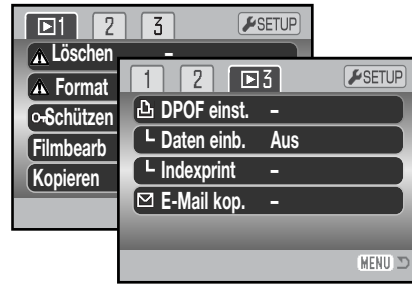 1 2 3 SETUP
Löschen –
Format
Schützen
Filmbearb
Kopieren
1 2 3 SETUP
DPOF einst. –
Daten einb. Aus
Indexprint –
E-Mail kop. –
MENU